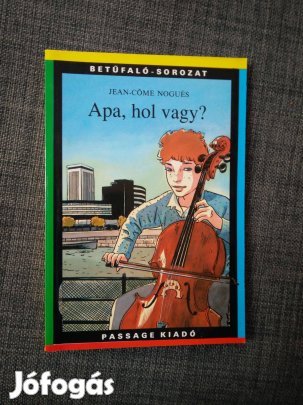 BETŰFALÓ-SOROZAT
JEAN-CÔME NOGUÈS
Apa, hol vagy?
PASSAGE KIADÓ
Jófogás